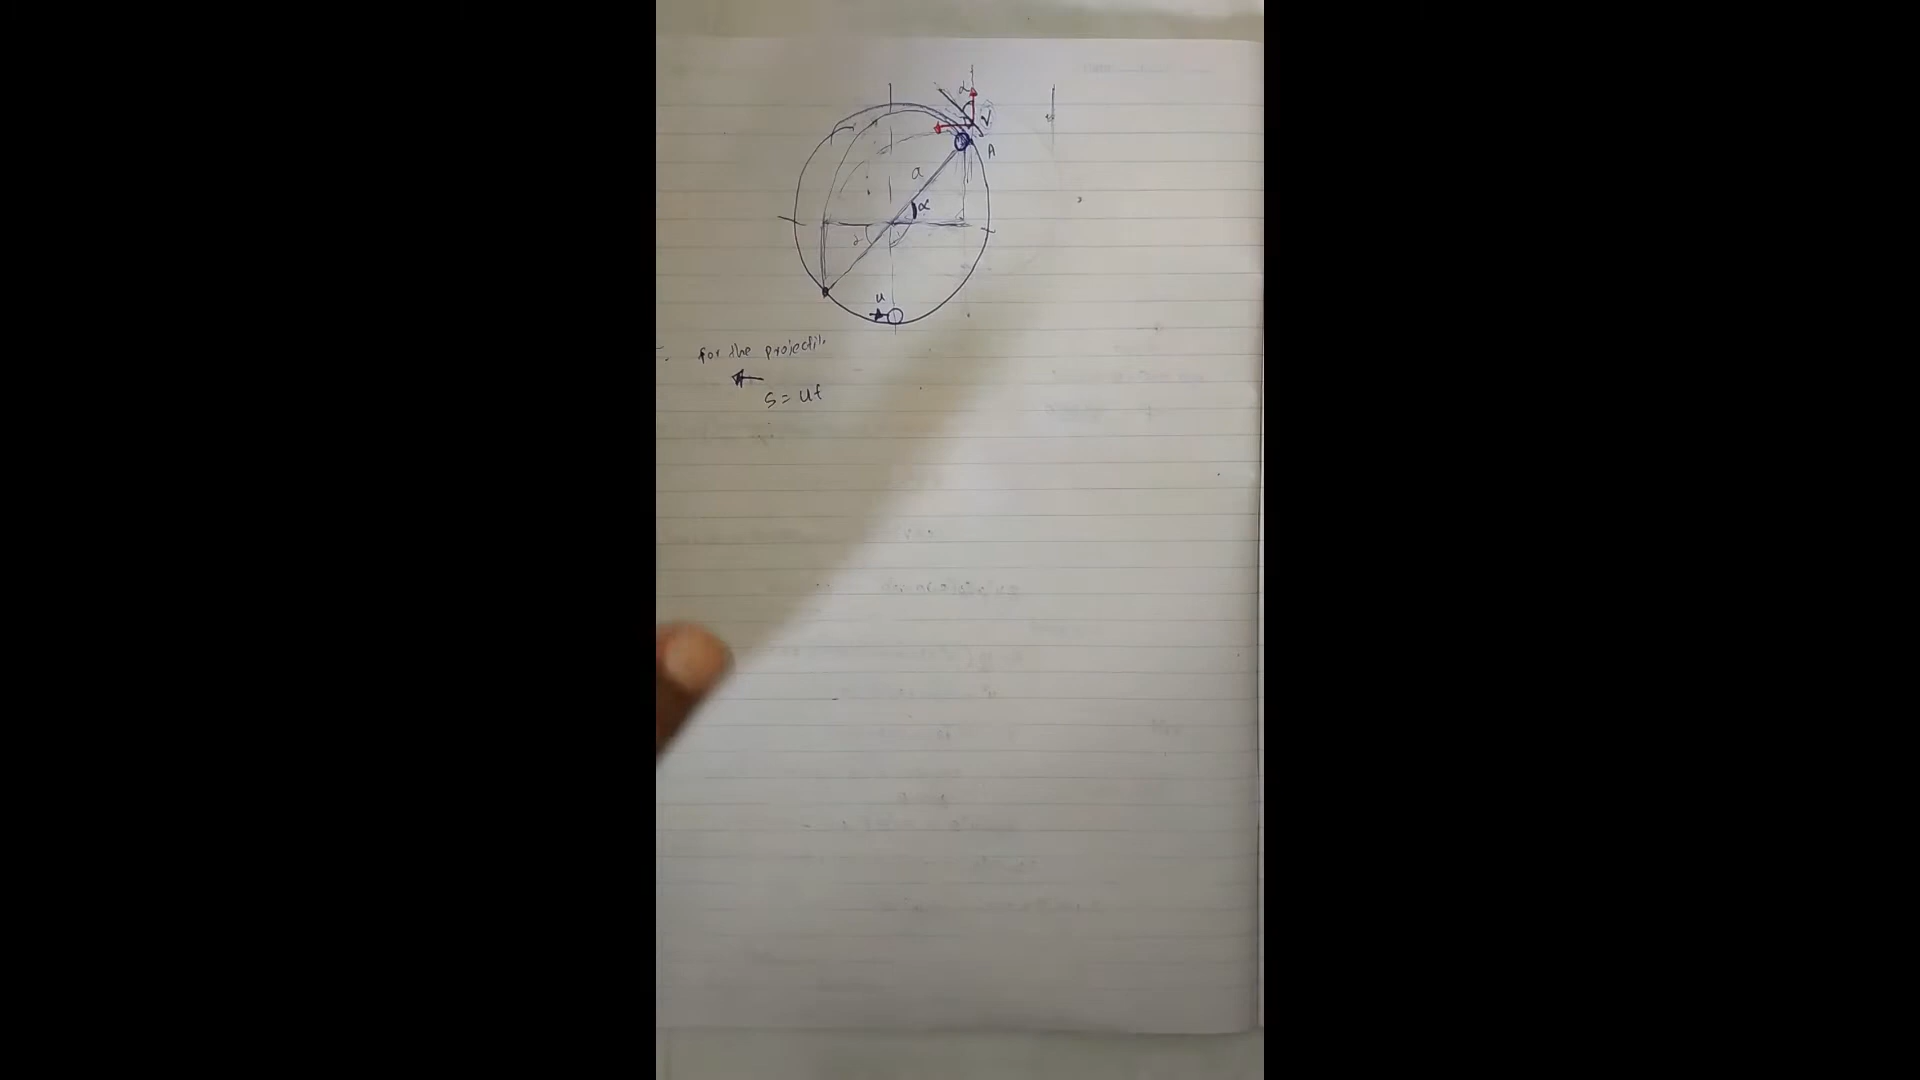 α
V
A
a
α
α
u
for the projectile
S = ut